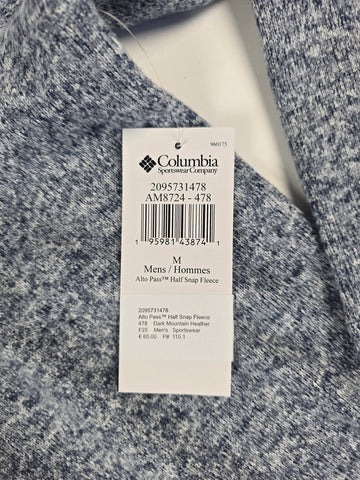 960175
Columbia
Sportswear Company
2095731478
AM8724 - 478
1 95981 43874 1
M
Mens / Hommes
Alto Pass™ Half Snap Fleece
2095731478
Alto Pass™ Half Snap Fleece
478 Dark Mountain Heather
F25 Men's Sportswear
€ 65.00 P# 110.1